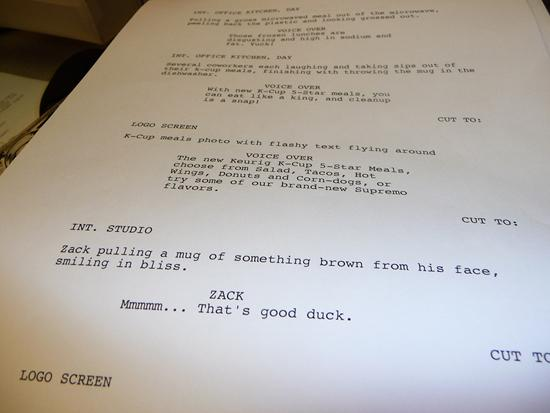 INT. OFFICE KITCHEN, DAY
Pulling a gross microwaved meal out of the microwave,
peeling back the plastic and looking grossed out.
VOICE OVER
Those frozen lunches are
disgusting and high in sodium and
fat. Yuck!
INT. OFFICE KITCHEN, DAY
Several coworkers each laughing and taking sips out of
their k-cup meals, finishing with throwing the mug in the
dishwasher.
VOICE OVER
With new K-Cup 5-Star meals, you
can eat like a king, and cleanup
is a snap!
CUT TO:
LOGO SCREEN
K-Cup meals photo with flashy text flying around
VOICE OVER
The new Keurig K-Cup 5-Star Meals,
choose from Salad, Tacos, Hot
Wings, Donuts and Corn-dogs, or
try some of our brand-new Supremo
flavors.
CUT TO:
INT. STUDIO
Zack pulling a mug of something brown from his face,
smiling in bliss.
ZACK
Mmmmm... That's good duck.
CUT TO
LOGO SCREEN